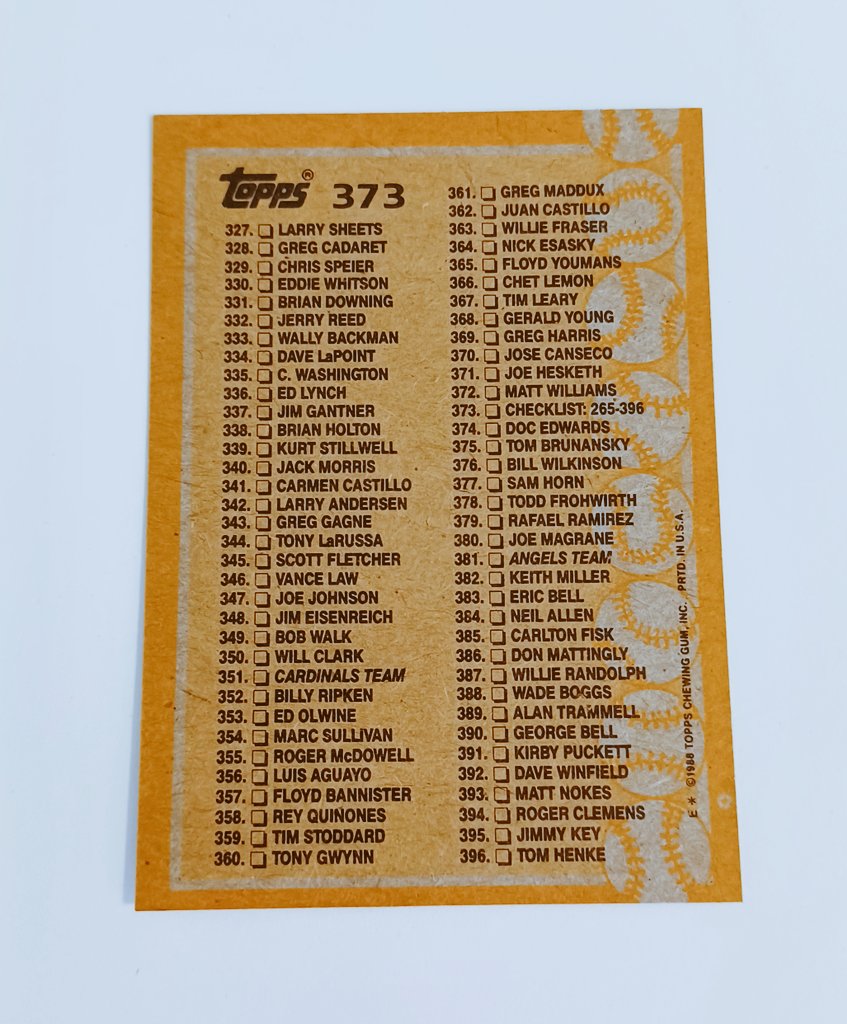 Topps® 373
327. LARRY SHEETS
328. GREG CADARET
329. CHRIS SPEIER
330. EDDIE WHITSON
331. BRIAN DOWNING
332. JERRY REED
333. WALLY BACKMAN
334. DAVE LaPOINT
335. C. WASHINGTON
336. ED LYNCH
337. JIM GANTNER
338. BRIAN HOLTON
339. KURT STILLWELL
340. JACK MORRIS
341. CARMEN CASTILLO
342. LARRY ANDERSEN
343. GREG GAGNE
344. TONY LaRUSSA
345. SCOTT FLETCHER
346. VANCE LAW
347. JOE JOHNSON
348. JIM EISENREICH
349. BOB WALK
350. WILL CLARK
351. CARDINALS TEAM
352. BILLY RIPKEN
353. ED OLWINE
354. MARC SULLIVAN
355. ROGER McDOWELL
356. LUIS AGUAYO
357. FLOYD BANNISTER
358. REY QUINONES
359. TIM STODDARD
360. TONY GWYNN
361. GREG MADDUX
362. JUAN CASTILLO
363. WILLIE FRASER
364. NICK ESASKY
365. FLOYD YOUMANS
366. CHET LEMON
367. TIM LEARY
368. GERALD YOUNG
369. GREG HARRIS
370. JOSE CANSECO
371. JOE HESKETH
372. MATT WILLIAMS
373. CHECKLIST: 265-396
374. DOC EDWARDS
375. TOM BRUNANSKY
376. BILL WILKINSON
377. SAM HORN
378. TODD FROHWIRTH
379. RAFAEL RAMIREZ
380. JOE MAGRANE
381. ANGELS TEAM
382. KEITH MILLER
383. ERIC BELL
384. NEIL ALLEN
385. CARLTON FISK
386. DON MATTINGLY
387. WILLIE RANDOLPH
388. WADE BOGGS
389. ALAN TRAMMELL
390. GEORGE BELL
391. KIRBY PUCKETT
392. DAVE WINFIELD
393. MATT NOKES
394. ROGER CLEMENS
395. JIMMY KEY
396. TOM HENKE
E * ©1988 TOPPS CHEWING GUM, INC. PRTD. IN U.S.A.